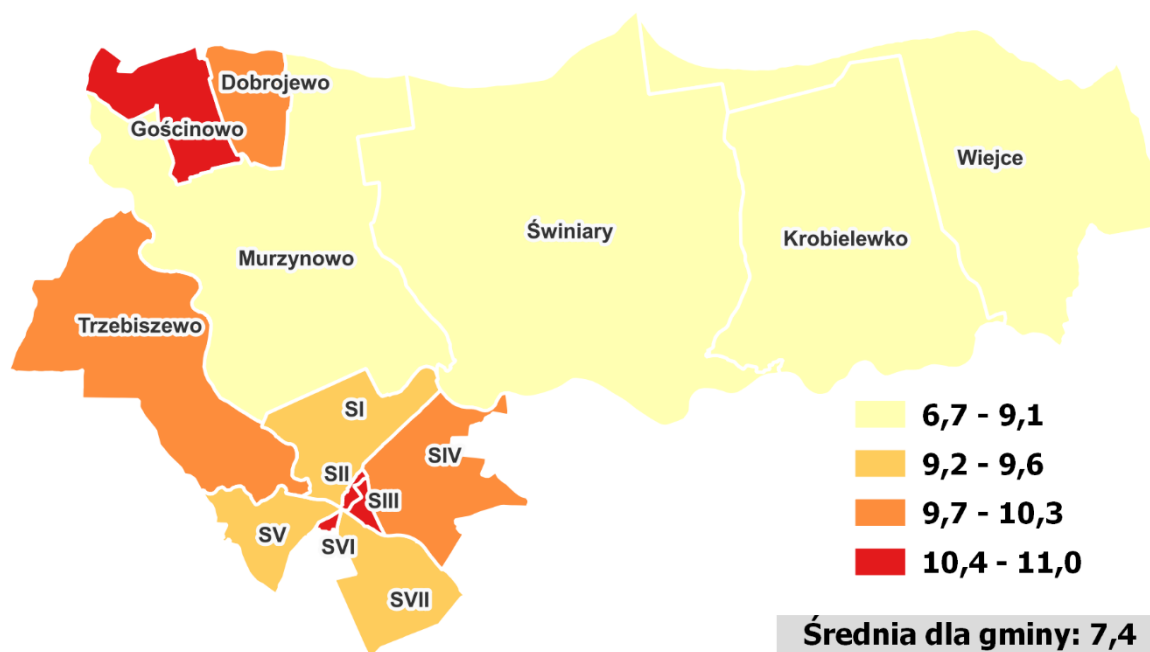 Dobrojewo
Gościnowo
Wiejce
Świniary
Krobielewko
Murzynowo
Trzebiszewo
SI
SIV
SII
SIII
SV
SVI
SVII
6,7 - 9,1
9,2 - 9,6
9,7 - 10,3
10,4 - 11,0
Średnia dla gminy: 7,4